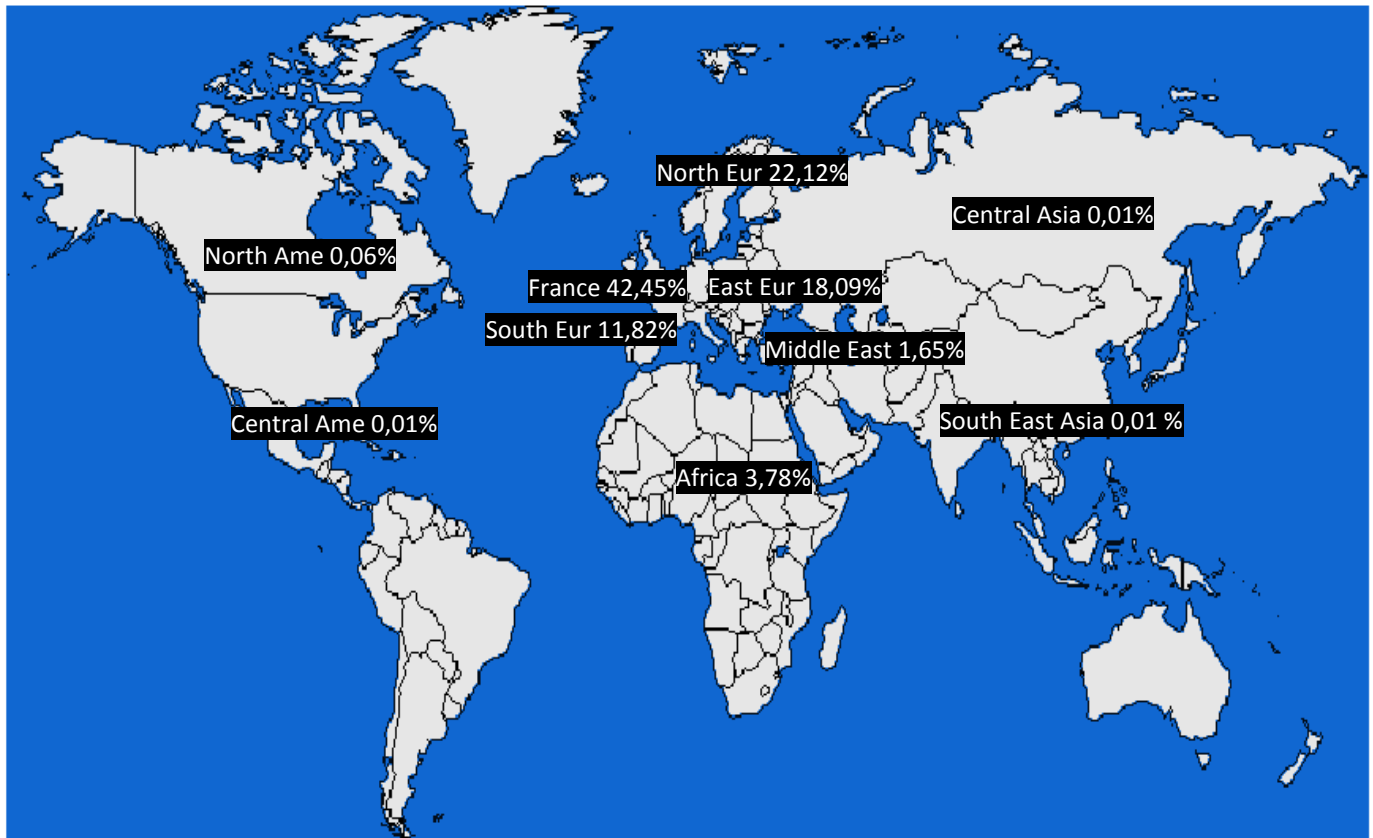 North Eur 22,12%
Central Asia 0,01%
North Ame 0,06%
France 42,45%
East Eur 18,09%
South Eur 11,82%
Middle East 1,65%
Central Ame 0,01%
South East Asia 0,01 %
Africa 3,78%